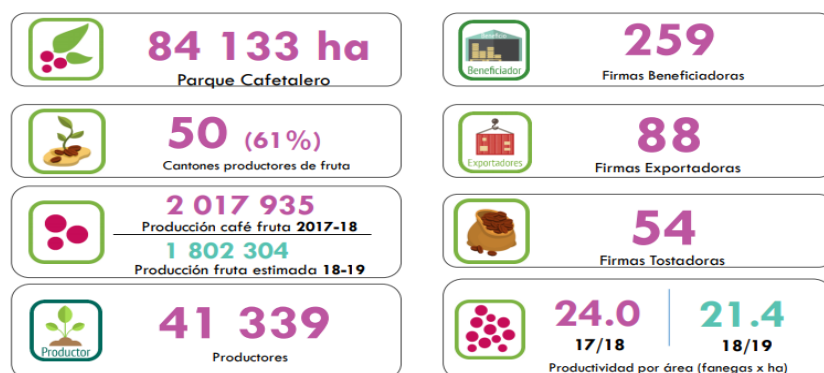 84 133 ha
Parque Cafetalero
50 (61%)
Cantones productores de fruta
2 017 935
Producción café fruta 2017-18
1 802 304
Producción fruta estimada 18-19
Productor
41 339
Productores
Beneficio
Beneficiador
259
Firmas Beneficiadoras
Exportadores
88
Firmas Exportadoras
54
Firmas Tostadoras
24.0 21.4
17/18 18/19
Productividad por área (fanegas x ha)